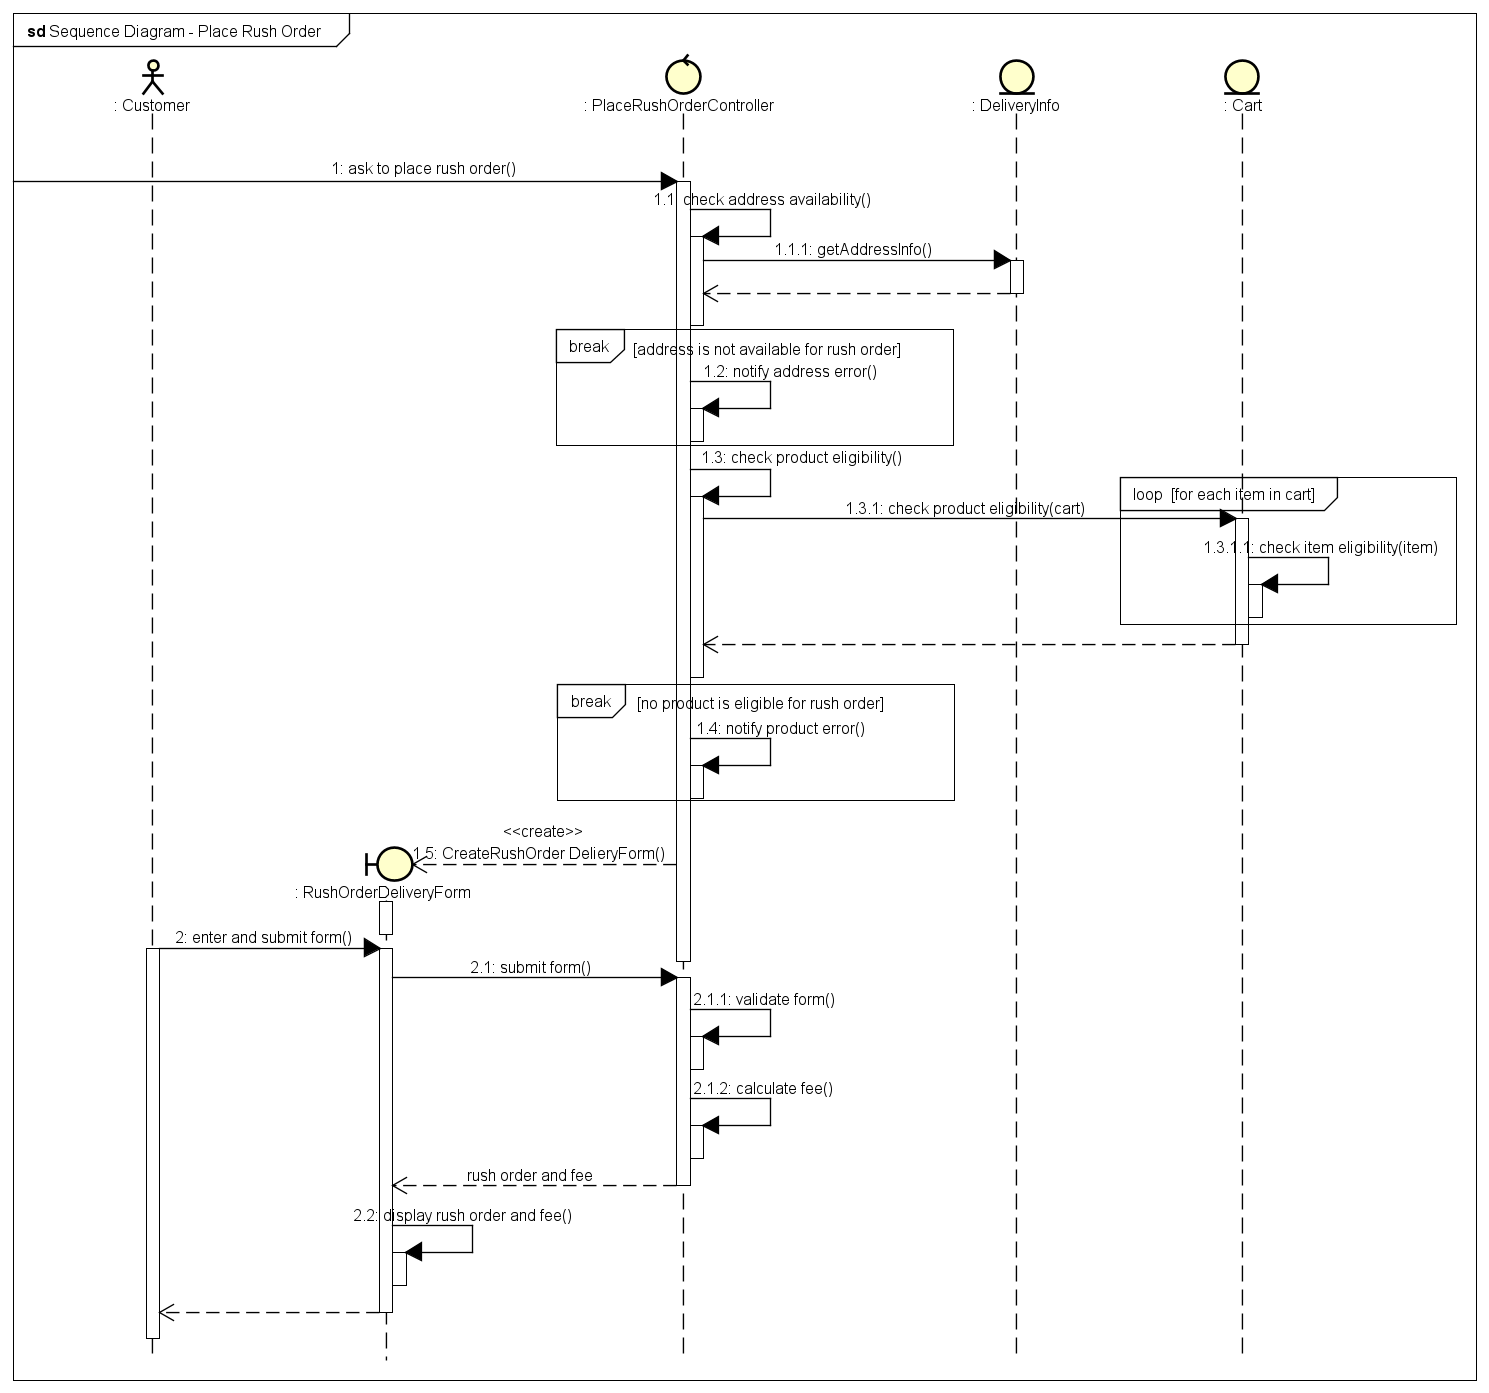 sd Sequence Diagram - Place Rush Order
: Customer
: PlaceRushOrderController
: DeliveryInfo
: Cart
1: ask to place rush order()
1.1: check address availability()
1.1.1: getAddressInfo()
break
[address is not available for rush order]
1.2: notify address error()
1.3: check product eligibility()
loop [for each item in cart]
1.3.1: check product eligibility(cart)
1.3.1.1: check item eligibility(item)
break
[no product is eligible for rush order]
1.4: notify product error()
<<create>>
1.5: CreateRushOrder DelieryForm()
: RushOrderDeliveryForm
2: enter and submit form()
2.1: submit form()
2.1.1: validate form()
2.1.2: calculate fee()
rush order and fee
2.2: display rush order and fee()